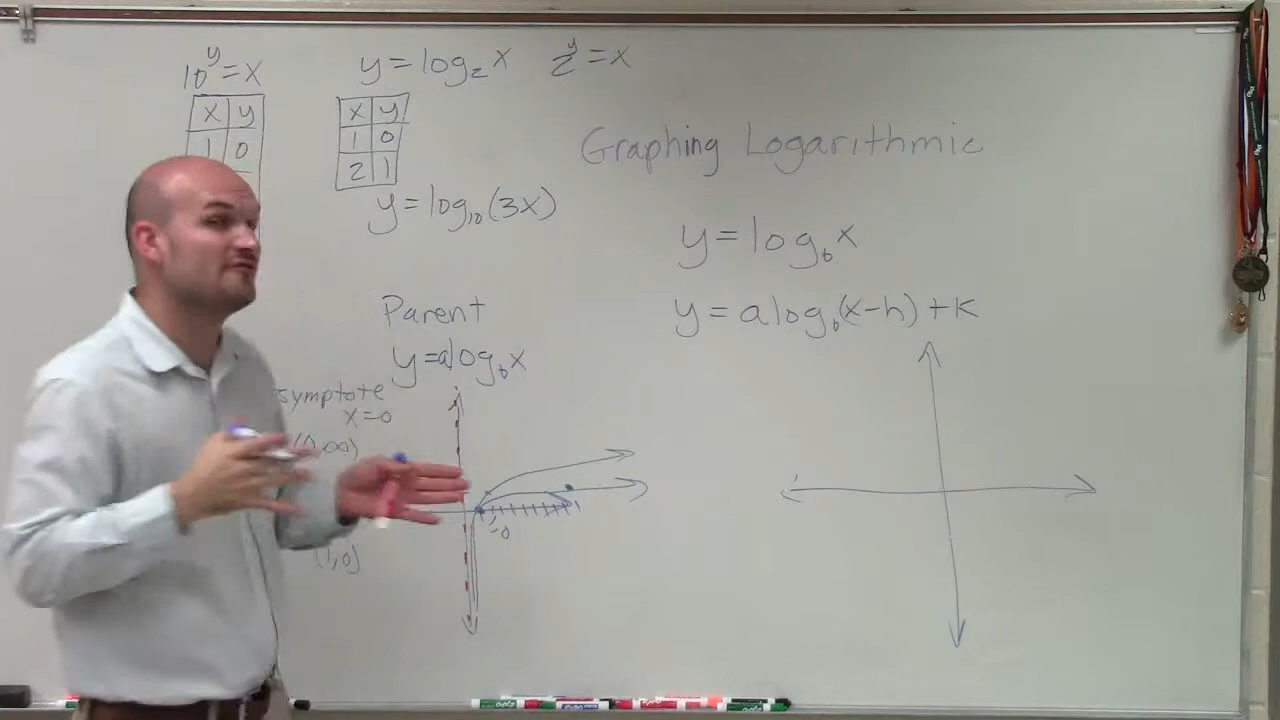 10^y = x
x y
1 0
y = log₂ x 2^y = x
x y
1 0
2 1
y = log₁₀(3x)
Graphing Logarithmic
y = log_b x
y = a log_b(x-h) + k
Parent
y = a log_b x
symptote
x=0
(0,∞)
(1,0)